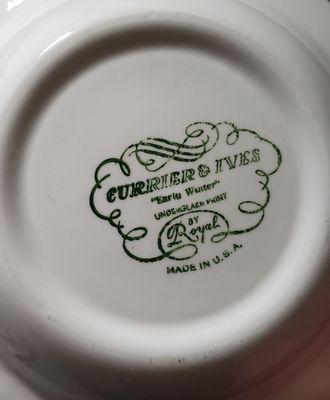 CURRIER & IVES
"Early Winter"
UNDERGLAZE PRINT
BY
Royal
MADE IN U.S.A.